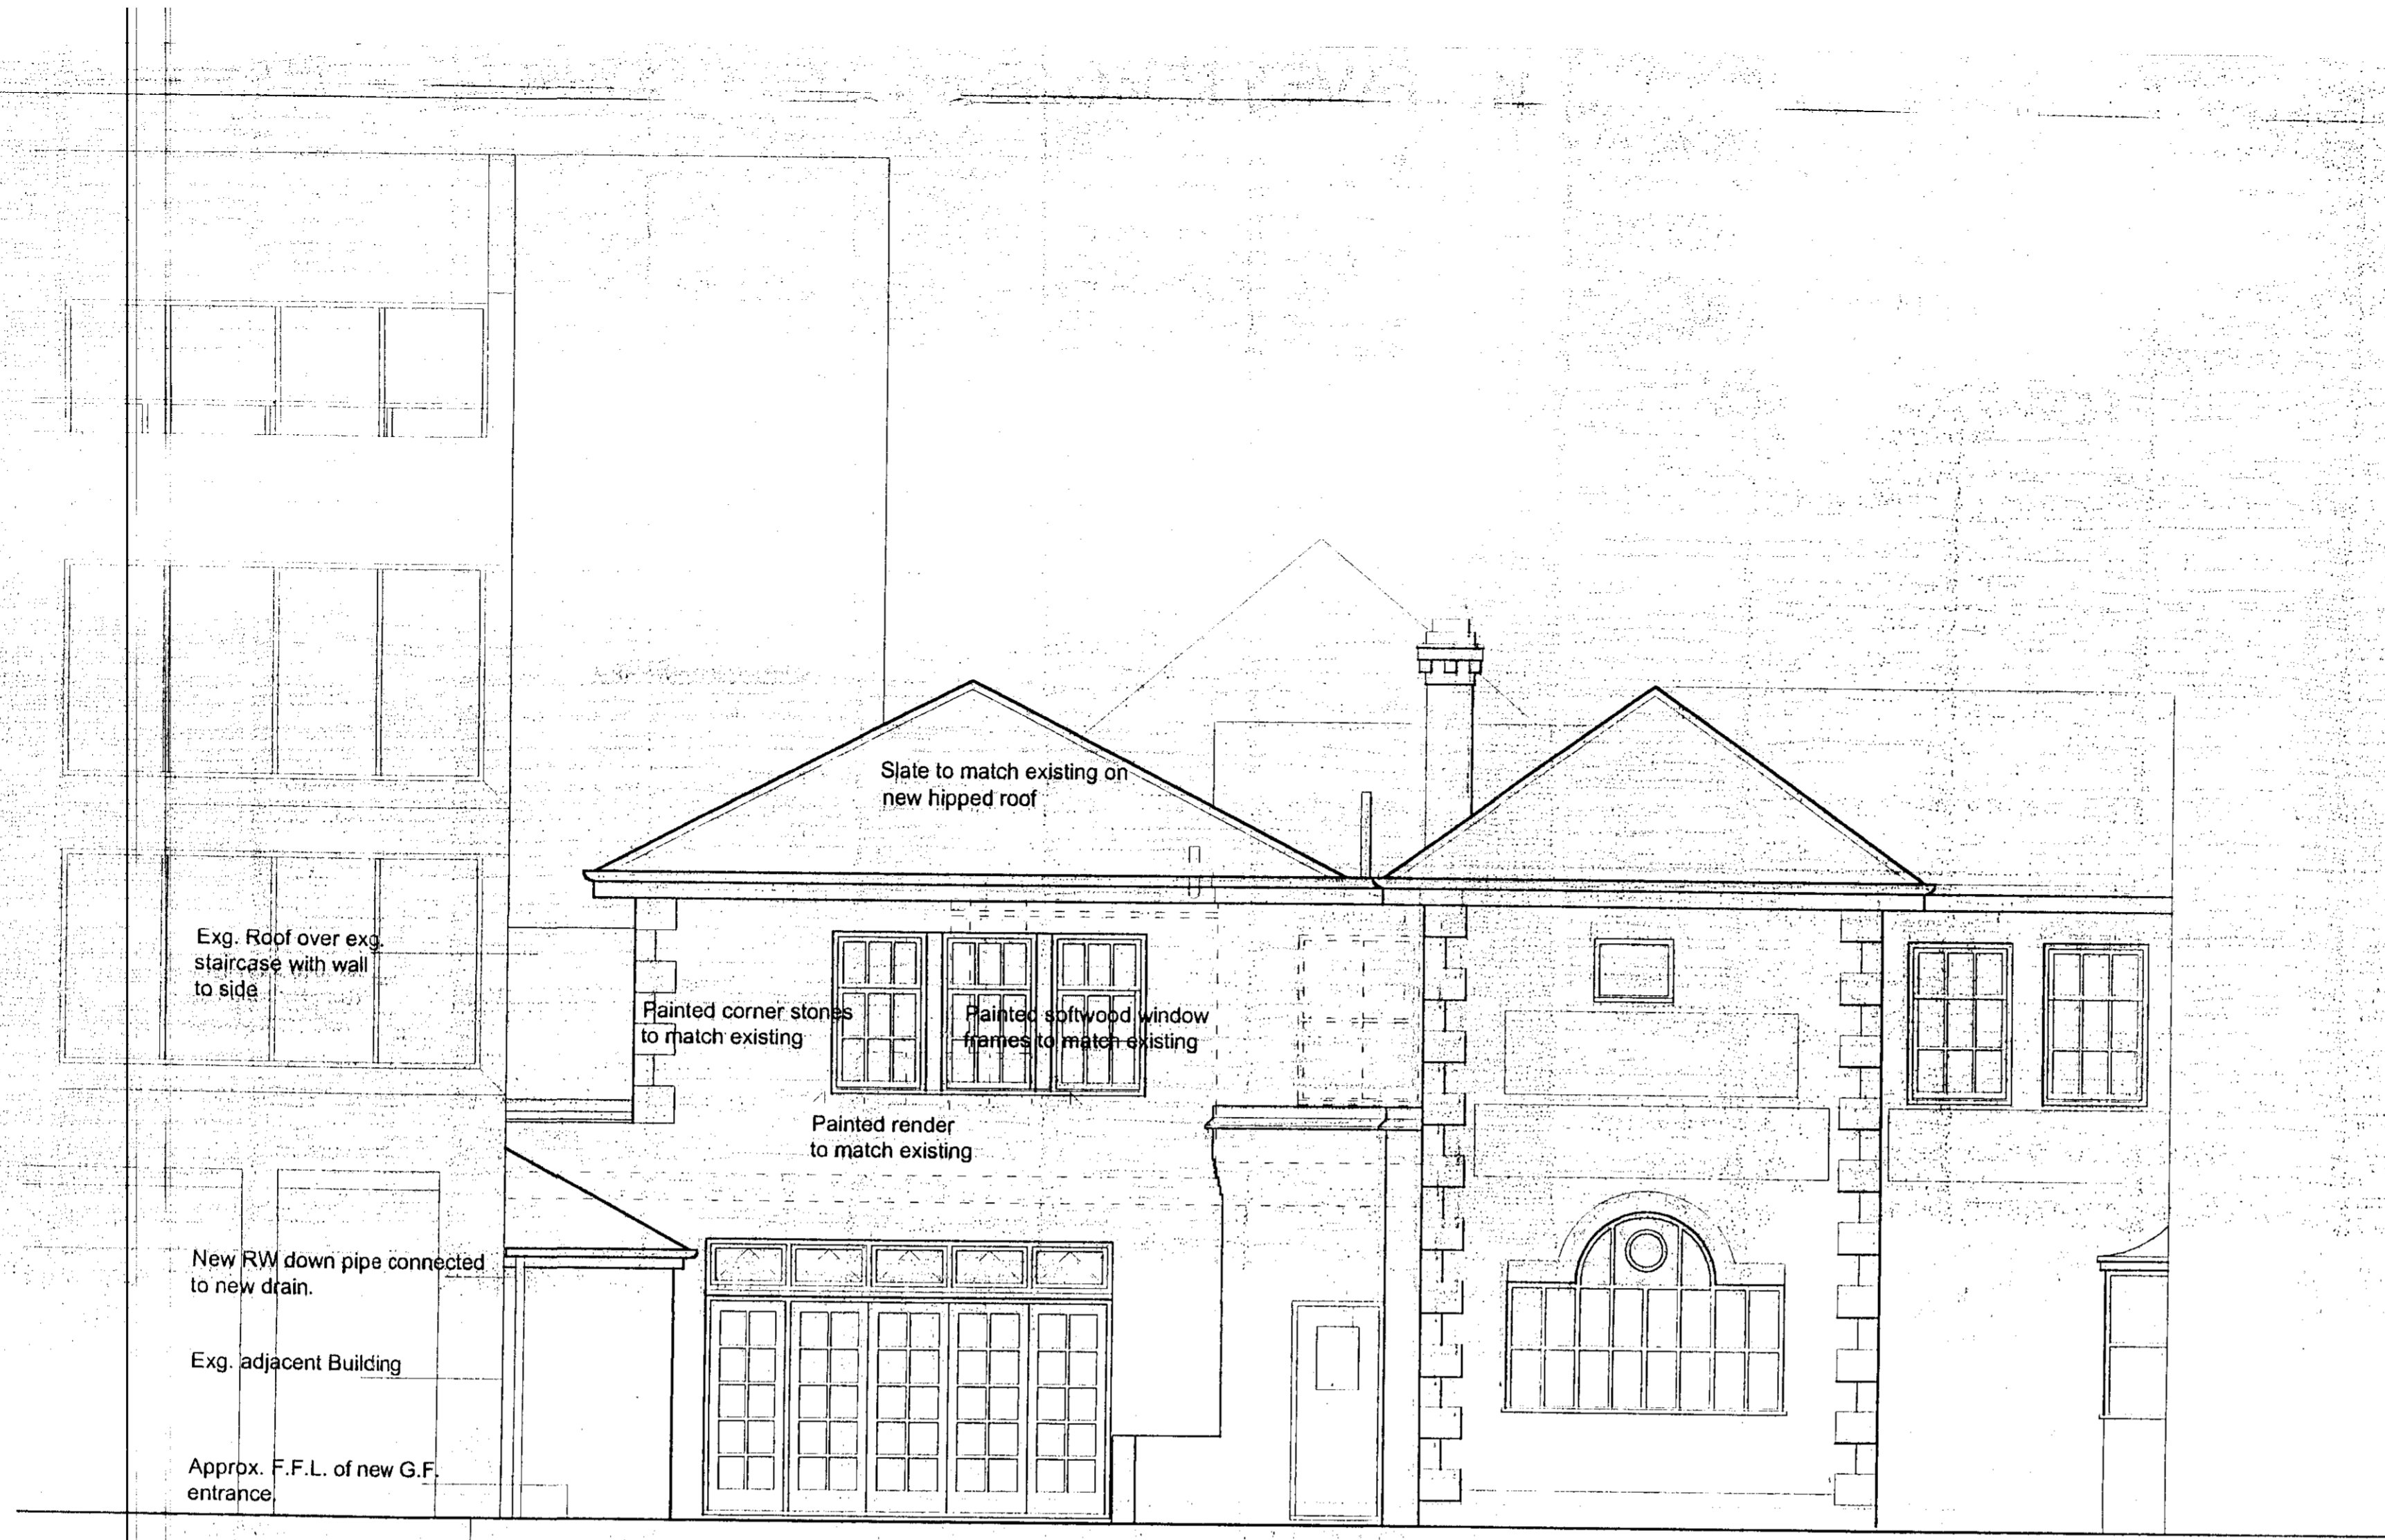 Slate to match existing on
new hipped roof
Exg. Roof over exg.
staircase with wall
to side
Painted corner stones
to match existing
Painted softwood window
frames to match existing
Painted render
to match existing
New RW down pipe connected
to new drain.
Exg. adjacent Building
Approx. F.F.L. of new G.F.
entrance.